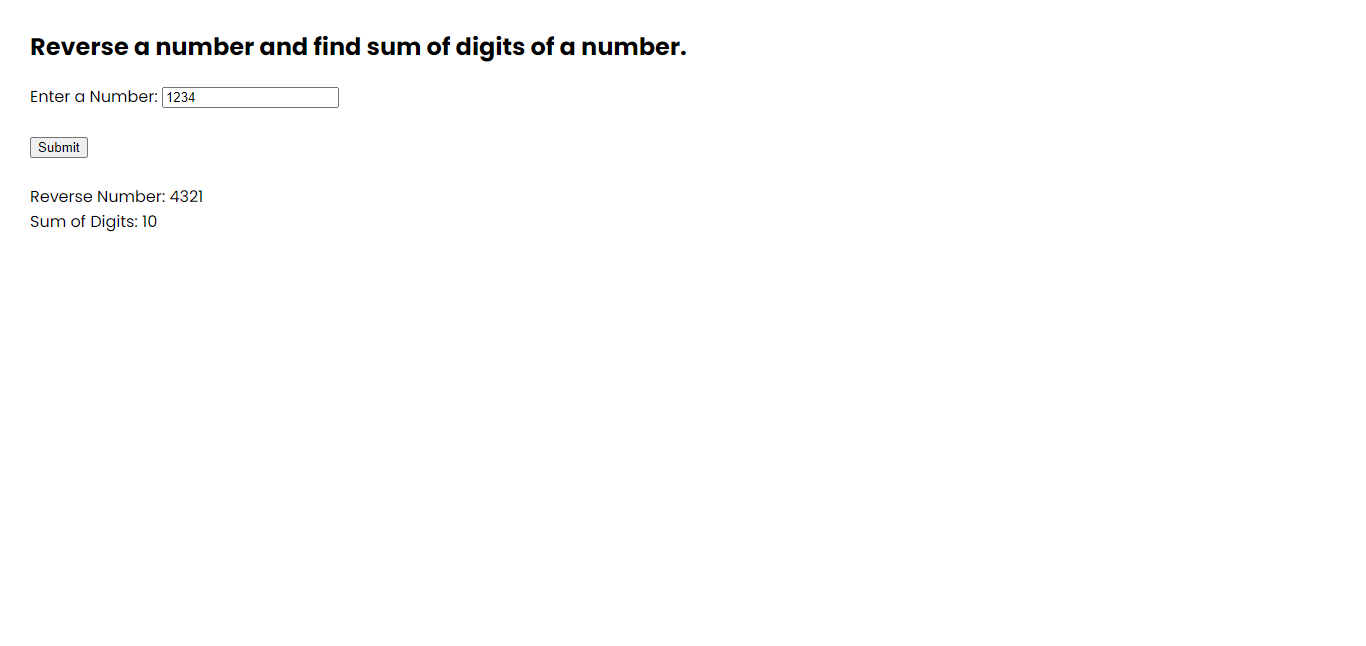 Reverse a number and find sum of digits of a number.
Enter a Number: 1234
Submit
Reverse Number: 4321
Sum of Digits: 10